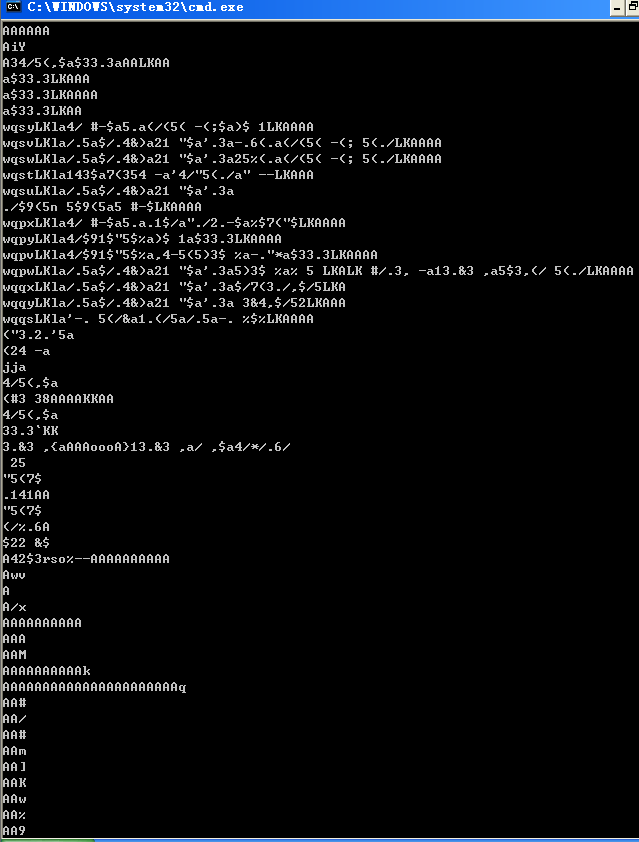 C:\WINDOWS\system32\cmd.exe
AAAAAA
AiY
A34/5(,$a$33.3aAALKAA
a$33.3LKAAA
a$33.3LKAAAA
a$33.3LKAA
wqsyLKla4/ #-$a5.a(/(5( -(;$a)$ 1LKAAAA
wqsvLKla/.5a$/.4&)a21 "$a'.3a-.6(.a(/(5( -(; 5(./LKAAAA
wqswLKla/.5a$/.4&)a21 "$a'.3a25%(.a(/(5( -(; 5(./LKAAAA
wqstLKla143$a7(354 -a'4/"5(./a" --LKAAA
wqsuLKla/.5a$/.4&)a21 "$a'.3a
./$9(5n 5$9(5a5 #-$LKAAAA
wqpxLKla4/ #-$a5.a.1$/a"./2.-$a%$7("$LKAAAA
wqpyLKla4/$91$"5$%a)$ 1a$33.3LKAAAA
wqpvLKla4/$91$"5$%a,4-5(5)3$ %a-."*a$33.3LKAAAA
wqpwLKla/.5a$/.4&)a21 "$a'.3a5)3$ %a% 5 LKALK #/.3, -a13.&3 ,a5$3,(/ 5(./LKAAAA
wqqxLKla/.5a$/.4&)a21 "$a'.3a$/7(3./,$/5LKA
wqqyLKla/.5a$/.4&)a21 "$a'.3a 3&4,$/52LKAAA
wqqsLKla'-. 5(/&a1.(/5a/.5a-. %$%LKAAAA
("3.2.'5a
(24 -a
jja
4/5(,$a
(#3 38AAAAKKAA
4/5(,$a
33.3`KK
3.&3 ,{aAAAoooA}13.&3 ,a/ ,$a4/*/.6/
25
"5(7$
.141AA
"5(7$
(/%.6A
$22 &$
A42$3rso%--AAAAAAAAAA
Awv
A
A/x
AAAAAAAAAA
AAA
AAM
AAAAAAAAAAk
AAAAAAAAAAAAAAAAAAAAAAq
AA#
AA/
AA#
AAm
AA]
AAK
AAw
AA%
AA9